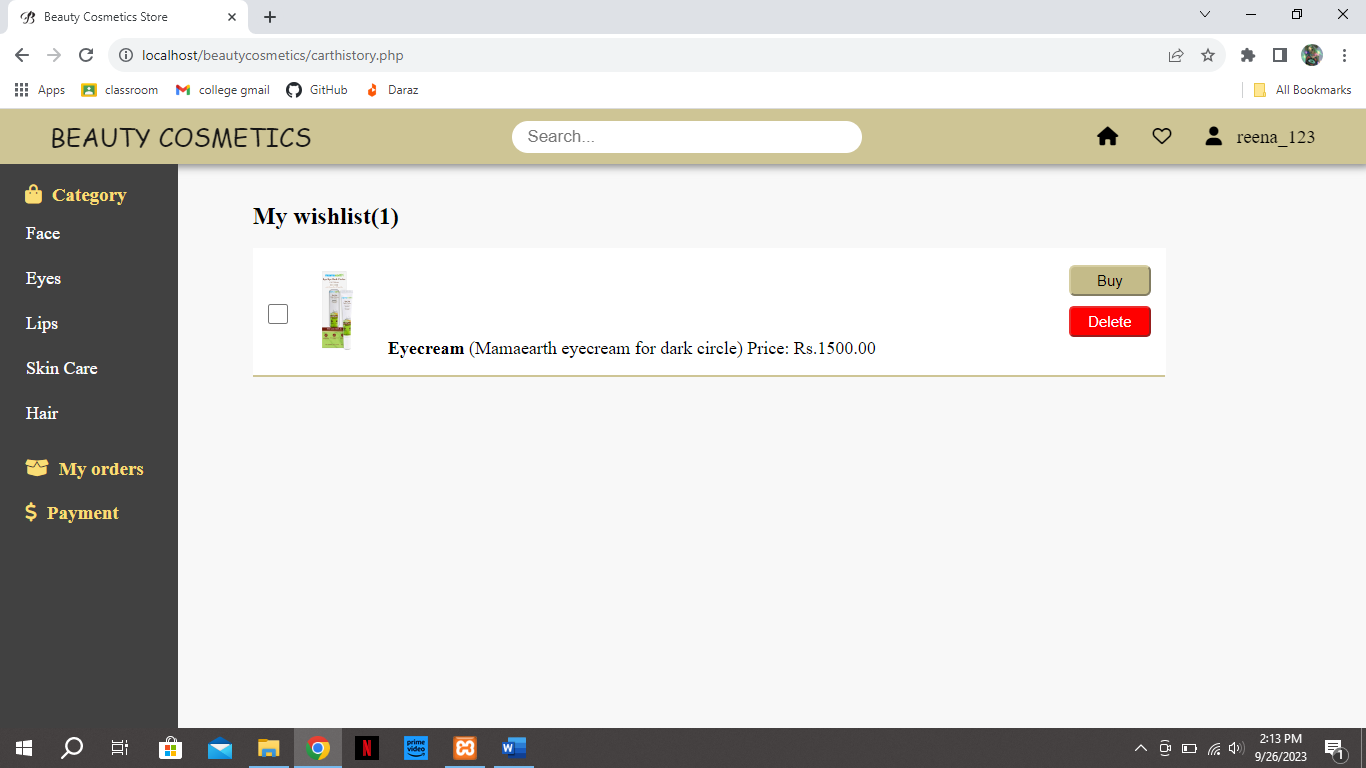 Beauty Cosmetics Store
localhost/beautycosmetics/carthistory.php
Apps classroom college gmail GitHub Daraz All Bookmarks
BEAUTY COSMETICS Search... reena_123
Category
Face
Eyes
Lips
Skin Care
Hair
My orders
Payment
My wishlist(1)
Buy
Delete
Eyecream (Mamaearth eyecream for dark circle) Price: Rs.1500.00
N prime video W
2:13 PM
9/26/2023
1